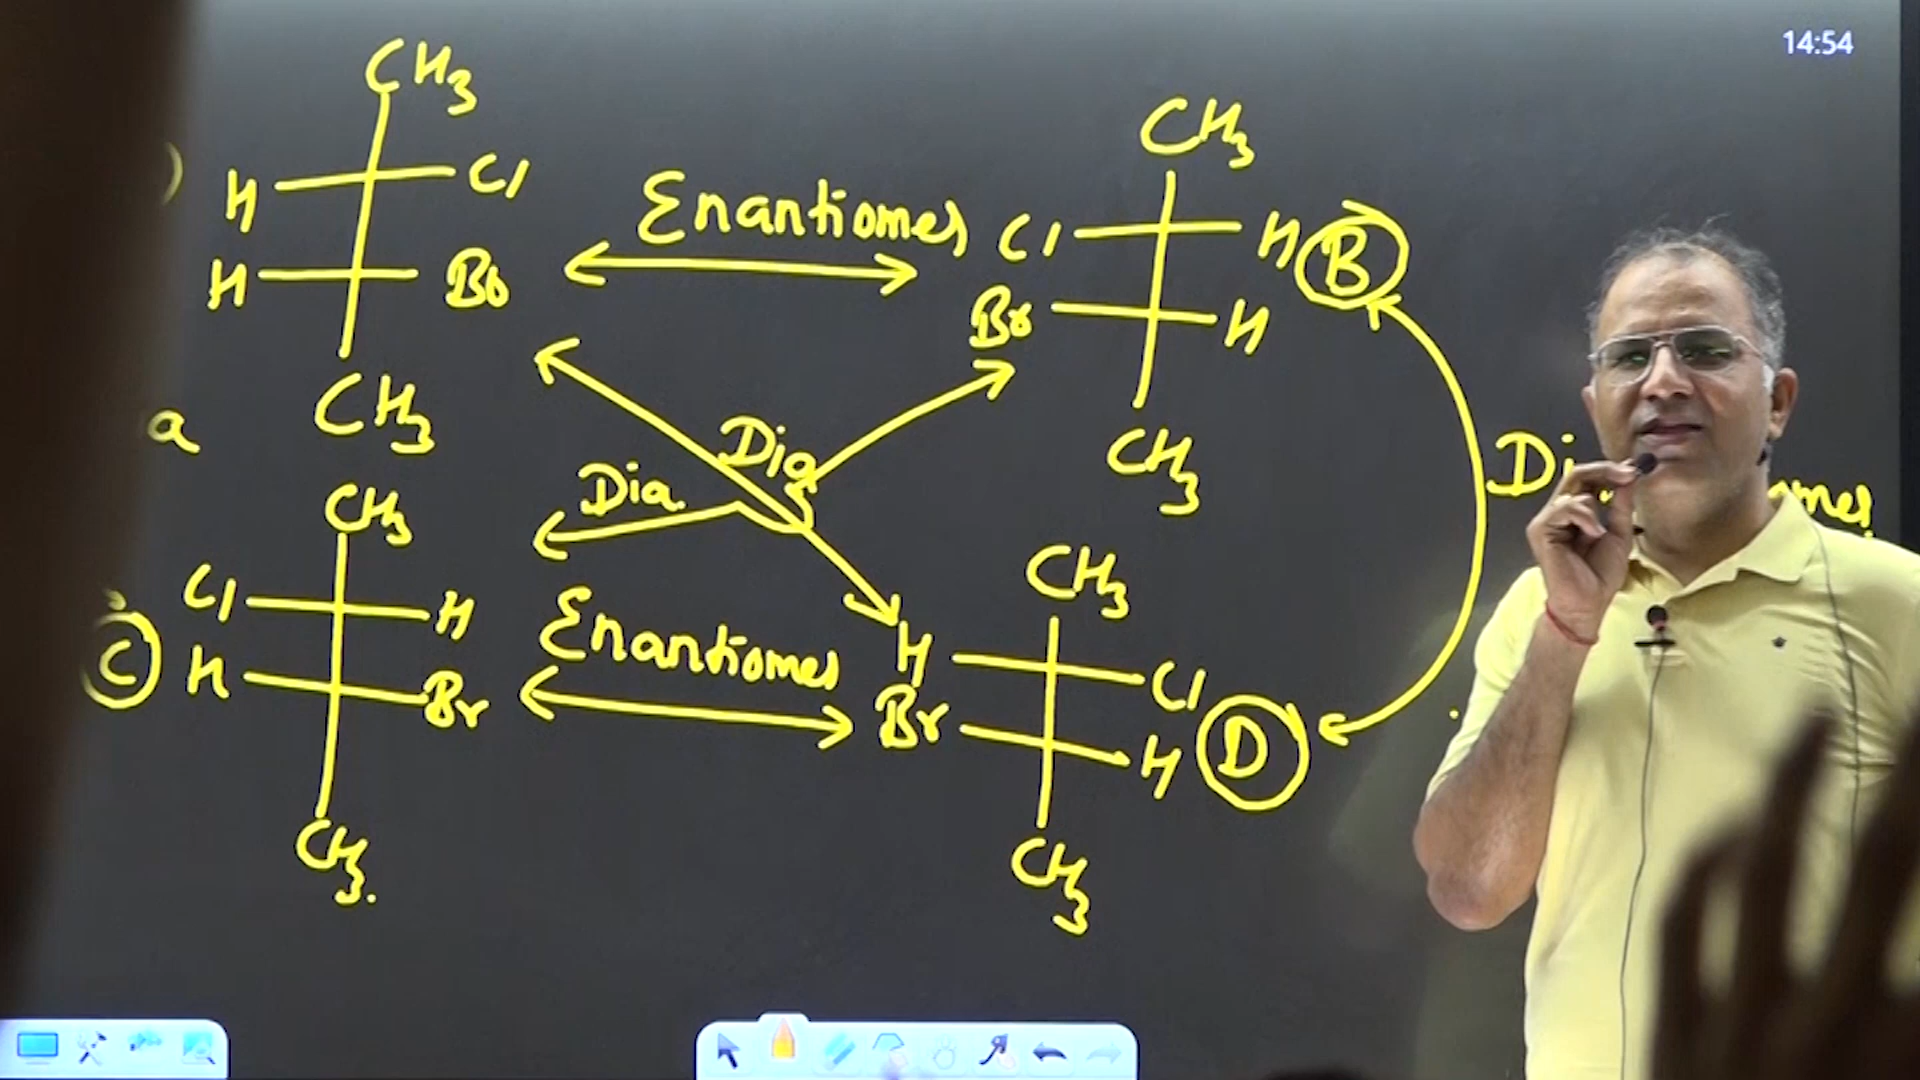 14:54
CH3
H Cl
H Br
CH3
Enantiomer
CH3
Cl H B
Br H
CH3
a
Dia
Dia.
CH3
Cl H
C H Br
CH3.
Enantiomer
CH3
H Cl
Br H D
CH3